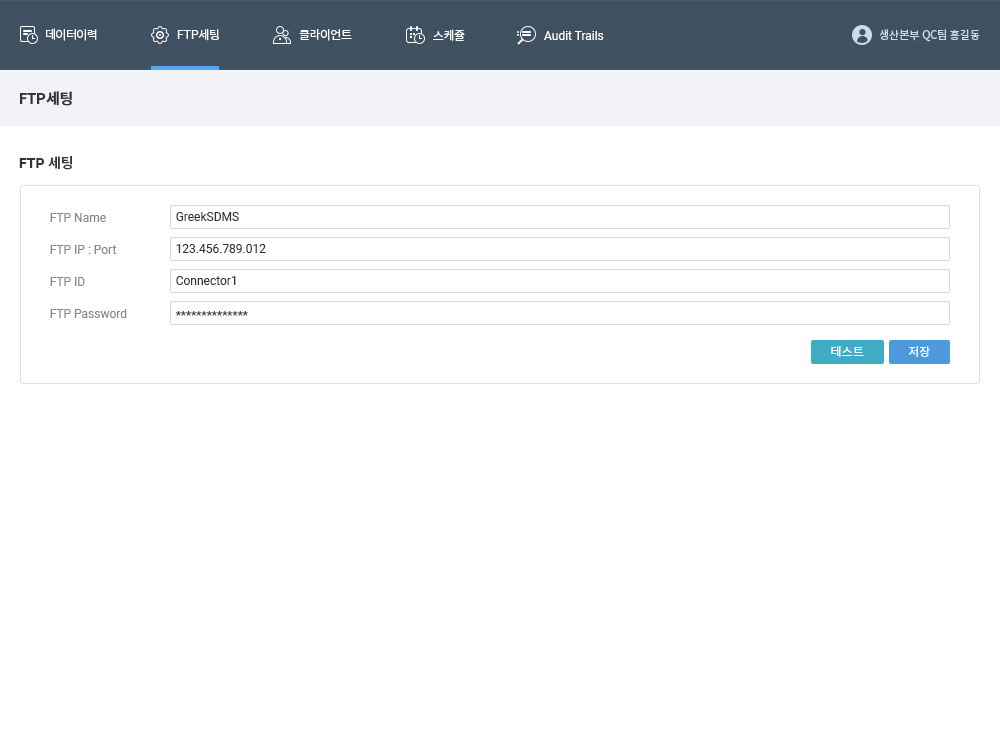 데이터이력 FTP세팅 클라이언트 스케쥴 Audit Trails 생산본부 QC팀 홍길동
FTP세팅
FTP 세팅
FTP Name GreekSDMS
FTP IP : Port 123.456.789.012
FTP ID Connector1
FTP Password **************
테스트 저장